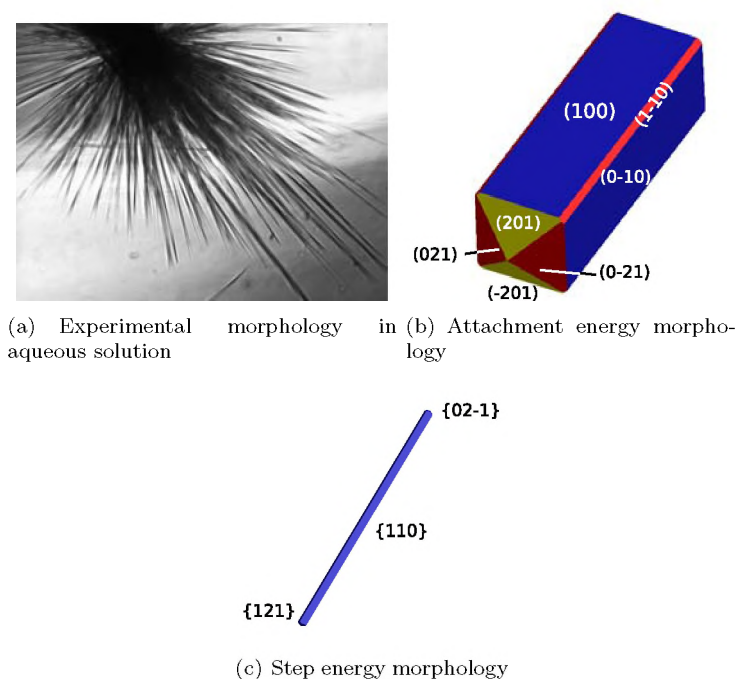 (100)
(1-10)
(0-10)
(201)
(021)
(0-21)
(-201)
(a) Experimental morphology in
aqueous solution
(b) Attachment energy morpho-
logy
{02-1}
{110}
{121}
(c) Step energy morphology